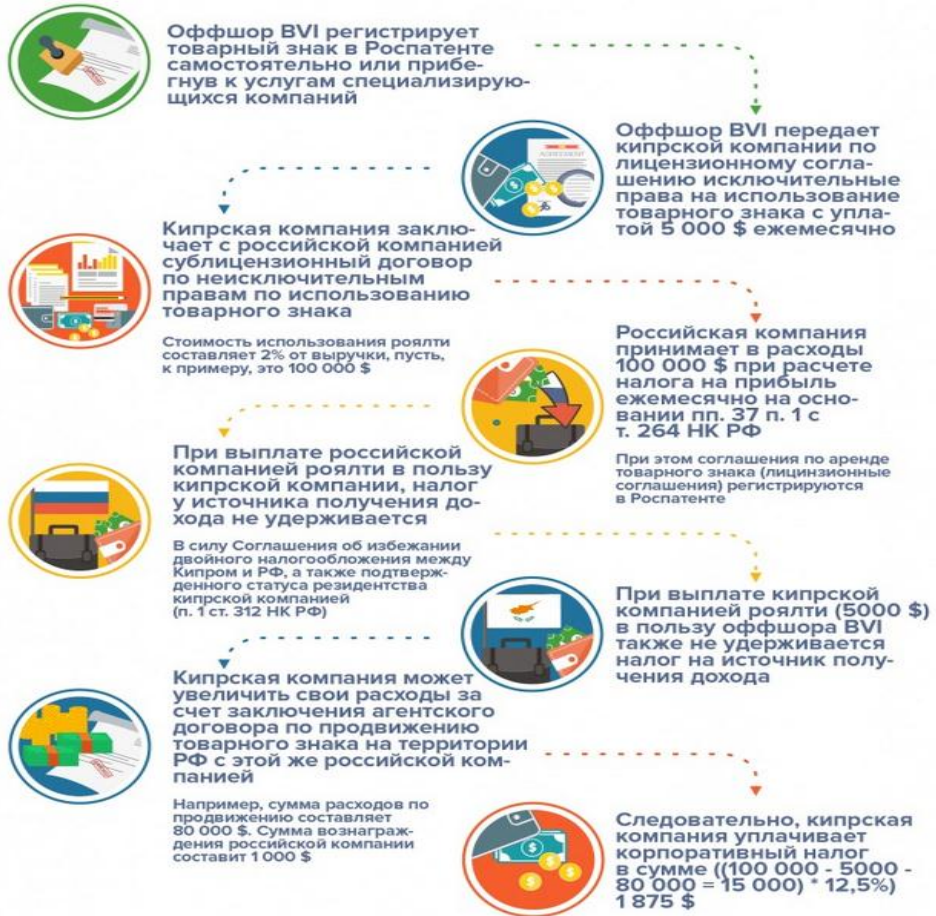 Оффшор BVI регистрирует
товарный знак в Роспатенте
самостоятельно или прибе-
гнув к услугам специализирую-
щихся компаний
Оффшор BVI передает
кипрской компании по
лицензионному согла-
шению исключительные
права на использование
товарного знака с упла-
той 5 000 $ ежемесячно
AGREEMENT
Кипрская компания заклю-
чает с российской компанией
сублицензионный договор
по неисключительным
правам по использованию
товарного знака
Стоимость использования роялти
составляет 2% от выручки, пусть,
к примеру, это 100 000 $
Российская компания
принимает в расходы
100 000 $ при расчете
налога на прибыль
ежемесячно на осно-
вании пп. 37 п. 1 с
т. 264 НК РФ
При этом соглашения по аренде
товарного знака (лицинзионные
соглашения) регистрируются
в Роспатенте
При выплате российской
компанией роялти в пользу
кипрской компании, налог
у источника получения до-
хода не удерживается
В силу Соглашения об избежании
двойного налогообложения между
Кипром и РФ, а также подтверж-
денного статуса резидентства
кипрской компанией
(п. 1 ст. 312 НК РФ)
При выплате кипрской
компанией роялти (5000 $)
в пользу оффшора BVI
также не удерживается
налог на источник полу-
чения дохода
Кипрская компания может
увеличить свои расходы за
счет заключения агентского
договора по продвижению
товарного знака на территории
РФ с этой же российской ком-
панией
Например, сумма расходов по
продвижению составляет
80 000 $. Сумма вознаграж-
дения российской компании
составит 1 000 $
Следовательно, кипрская
компания уплачивает
корпоративный налог
в сумме ((100 000 - 5000 -
80 000 = 15 000) * 12,5%)
1 875 $